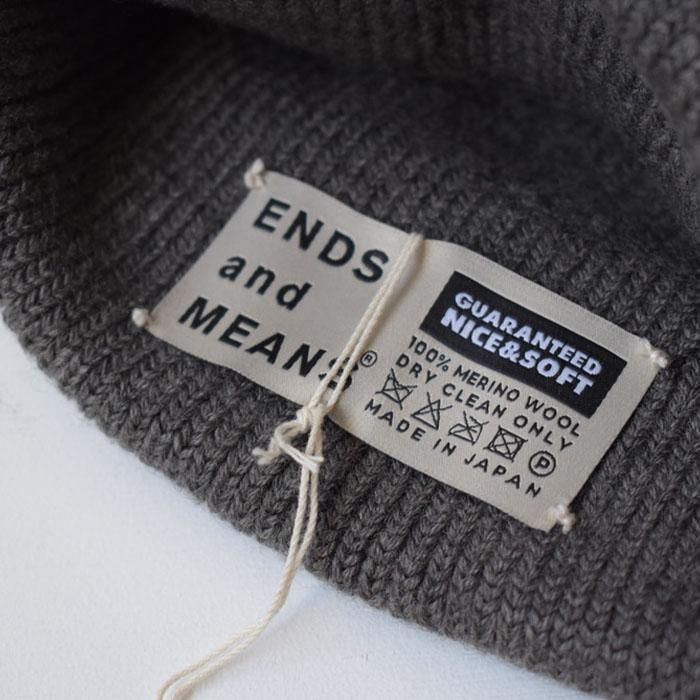 ENDS
and
MEANS®
GUARANTEED
NICE&SOFT
100% MERINO WOOL
DRY CLEAN ONLY
P
MADE IN JAPAN